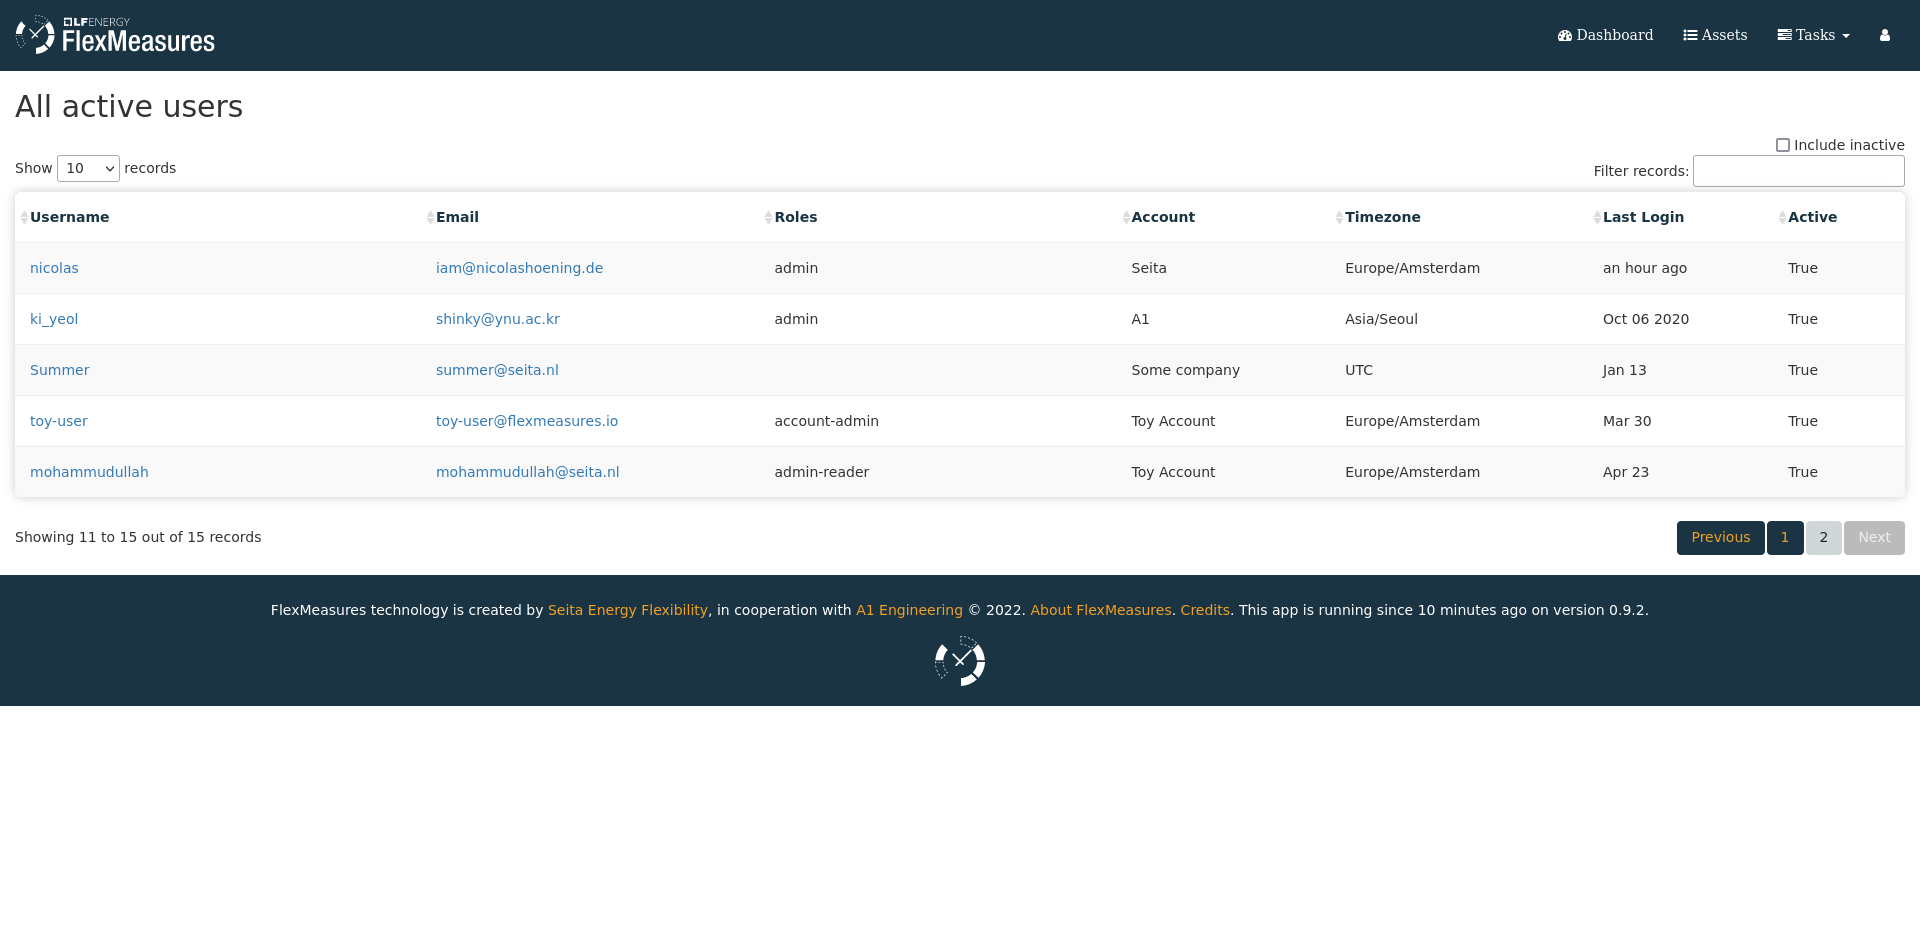 LFENERGY
FlexMeasures
Dashboard Assets Tasks
All active users
Include inactive
Show 10 records
Filter records:
Username Email Roles Account Timezone Last Login Active
nicolas iam@nicolashoening.de admin Seita Europe/Amsterdam an hour ago True
ki_yeol shinky@ynu.ac.kr admin A1 Asia/Seoul Oct 06 2020 True
Summer summer@seita.nl Some company UTC Jan 13 True
toy-user toy-user@flexmeasures.io account-admin Toy Account Europe/Amsterdam Mar 30 True
mohammudullah mohammudullah@seita.nl admin-reader Toy Account Europe/Amsterdam Apr 23 True
Showing 11 to 15 out of 15 records
Previous 1 2 Next
FlexMeasures technology is created by Seita Energy Flexibility, in cooperation with A1 Engineering © 2022. About FlexMeasures. Credits. This app is running since 10 minutes ago on version 0.9.2.